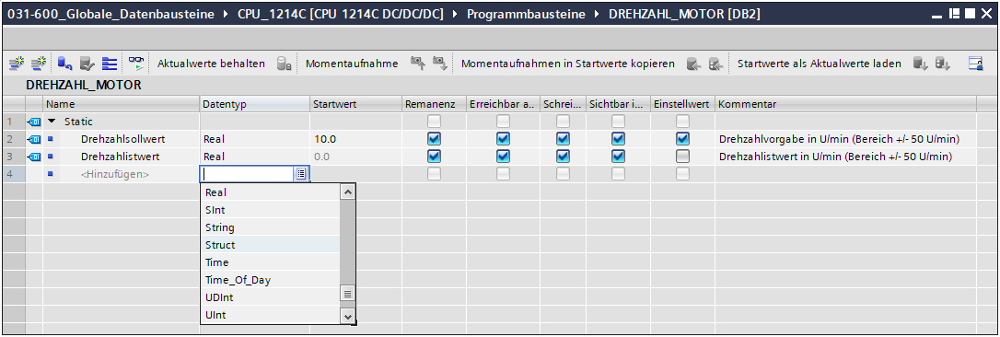 031-600_Globale_Datenbausteine ▸ CPU_1214C [CPU 1214C DC/DC/DC] ▸ Programmbausteine ▸ DREHZAHL_MOTOR [DB2]
Aktualwerte behalten Momentaufnahme Momentaufnahmen in Startwerte kopieren Startwerte als Aktualwerte laden
DREHZAHL_MOTOR
Name Datentyp Startwert Remanenz Erreichbar a... Schrei... Sichtbar i... Einstellwert Kommentar
1 Static
2 Drehzahlsollwert Real 10.0 Drehzahlvorgabe in U/min (Bereich +/- 50 U/min)
3 DrehzahlIstwert Real 0.0 DrehzahlIstwert in U/min (Bereich +/- 50 U/min)
4 <Hinzufügen>
Real
SInt
String
Struct
Time
Time_Of_Day
UDInt
UInt